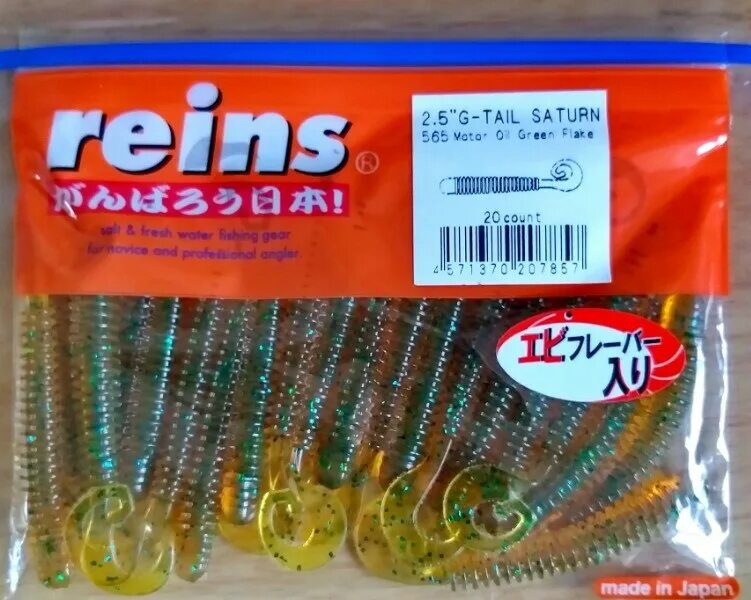 reins®
がんばろう日本!
salt & fresh water fishing gear
for novice and professional angler.
2.5"G-TAIL SATURN
565 Motor Oil Green Flake
20count
4 571370 207857
エビフレーバー
入り
made in Japan